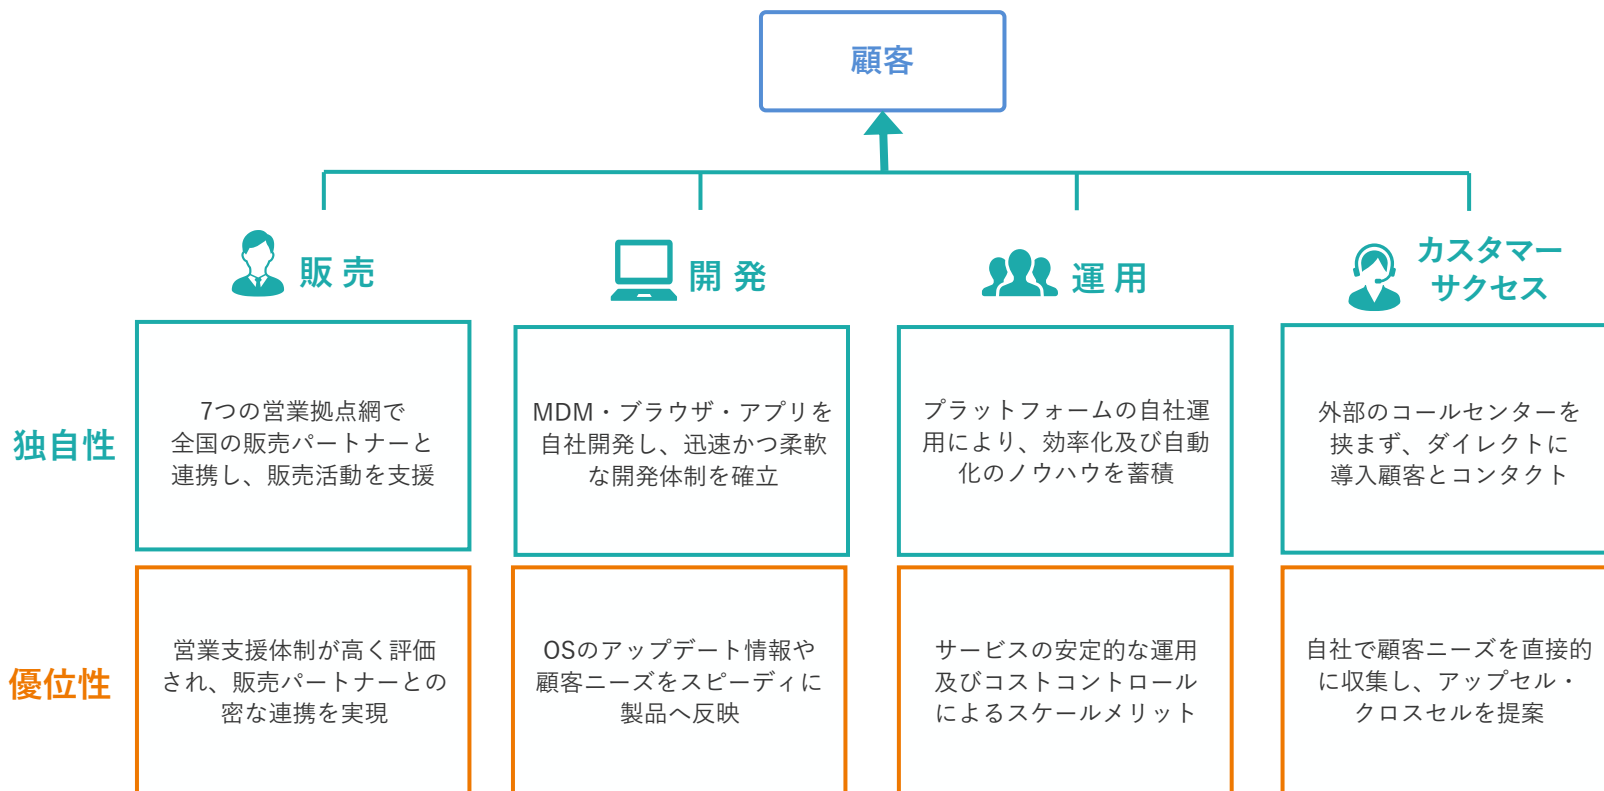 顧客
販売
開発
運用
カスタマー
サクセス
独自性
7つの営業拠点網で
全国の販売パートナーと
連携し、販売活動を支援
MDM・ブラウザ・アプリを
自社開発し、迅速かつ柔軟
な開発体制を確立
プラットフォームの自社運
用により、効率化及び自動
化のノウハウを蓄積
外部のコールセンターを
挟まず、ダイレクトに
導入顧客とコンタクト
優位性
営業支援体制が高く評価
され、販売パートナーとの
密な連携を実現
OSのアップデート情報や
顧客ニーズをスピーディに
製品へ反映
サービスの安定的な運用
及びコストコントロール
によるスケールメリット
自社で顧客ニーズを直接的
に収集し、アップセル・
クロスセルを提案